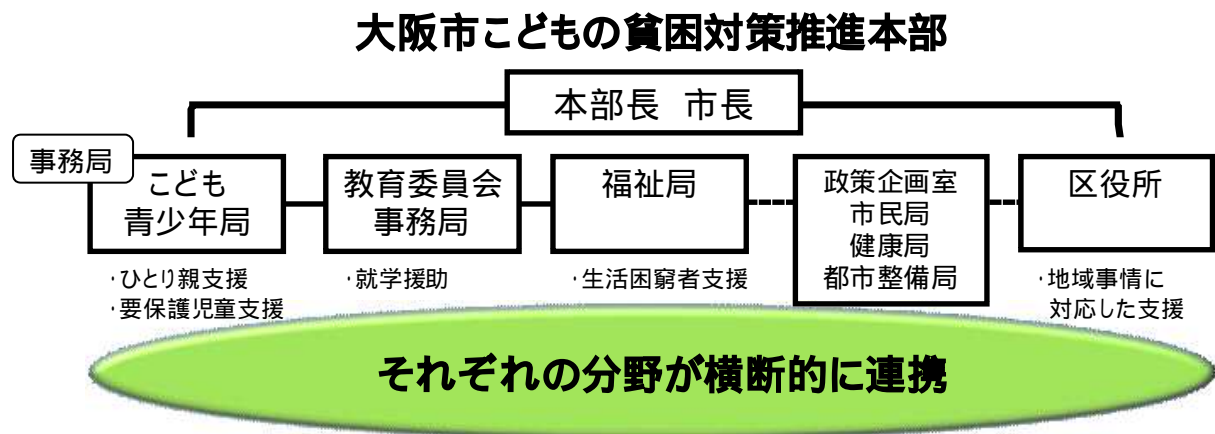 大阪市こどもの貧困対策推進本部
本部長 市長
事務局
こども
青少年局
教育委員会
事務局
福祉局
政策企画室
市民局
健康局
都市整備局
区役所
・ひとり親支援
・要保護児童支援
・就学援助
・生活困窮者支援
・地域事情に
対応した支援
それぞれの分野が横断的に連携